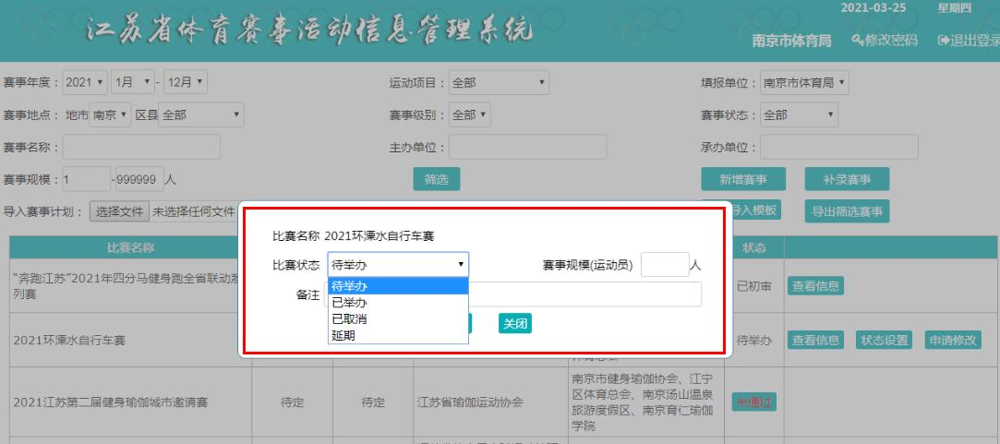 2021-03-25 星期四
江苏省体育赛事活动信息管理系统
南京市体育局 修改密码 退出登录
赛事年度：2021 1月 - 12月 运动项目：全部 填报单位：南京市体育局
赛事地点： 地市 南京 区县 全部 赛事级别：全部 赛事状态：全部
赛事名称： 主办单位： 承办单位：
赛事规模：1 -999999 人 筛选 新增赛事 补录赛事
导入赛事计划： 选择文件 未选择任何文件 导入模板 导出筛选赛事
比赛名称 状态
“奔跑江苏”2021年四分马健身跑全省联动系
列赛
已初审 查看信息
2021环溧水自行车赛 待举办 查看信息 状态设置 申请修改
2021江苏第二届健身瑜伽城市邀请赛 待定 待定 江苏省瑜伽运动协会
南京市健身瑜伽协会、江宁
区体育总会、南京汤山温泉
旅游度假区、南京育仁瑜伽
学院
未通过
比赛名称 2021环溧水自行车赛
比赛状态 待举办 赛事规模(运动员) 人
待举办
已举办
已取消
延期
备注
关闭